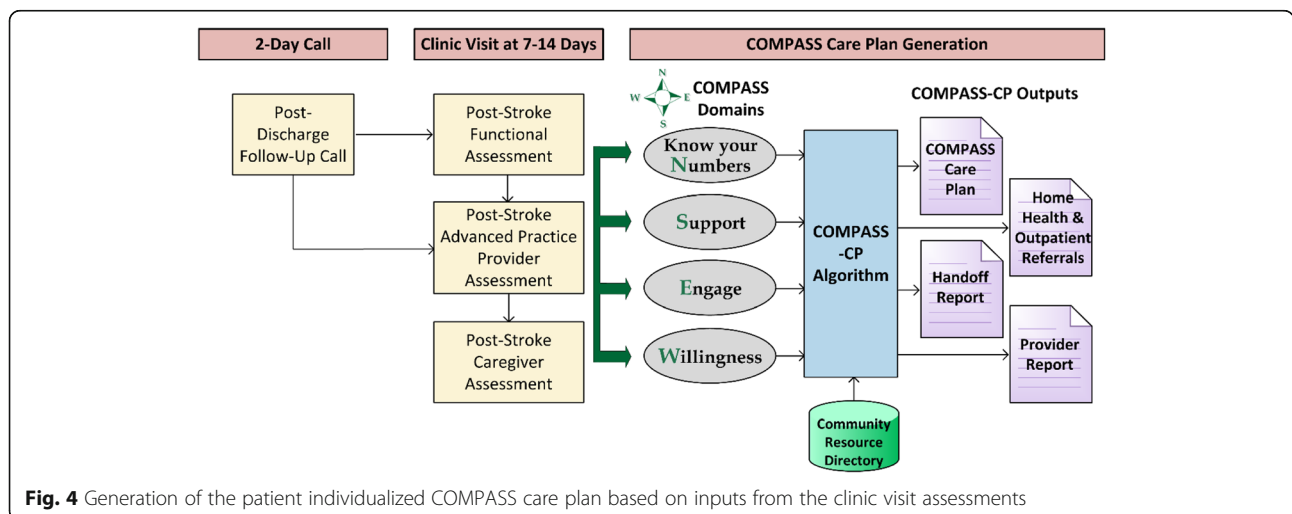 2-Day Call
Clinic Visit at 7-14 Days
COMPASS Care Plan Generation
Post-
Discharge
Follow-Up Call
Post-Stroke
Functional
Assessment
Post-Stroke
Advanced Practice
Provider
Assessment
Post-Stroke
Caregiver
Assessment
N
W E
S
COMPASS
Domains
Know your
Numbers
Support
Engage
Willingness
COMPASS
-CP
Algorithm
Community
Resource
Directory
COMPASS-CP Outputs
COMPASS
Care
Plan
Home
Health &
Outpatient
Referrals
Handoff
Report
Provider
Report
Fig. 4 Generation of the patient individualized COMPASS care plan based on inputs from the clinic visit assessments